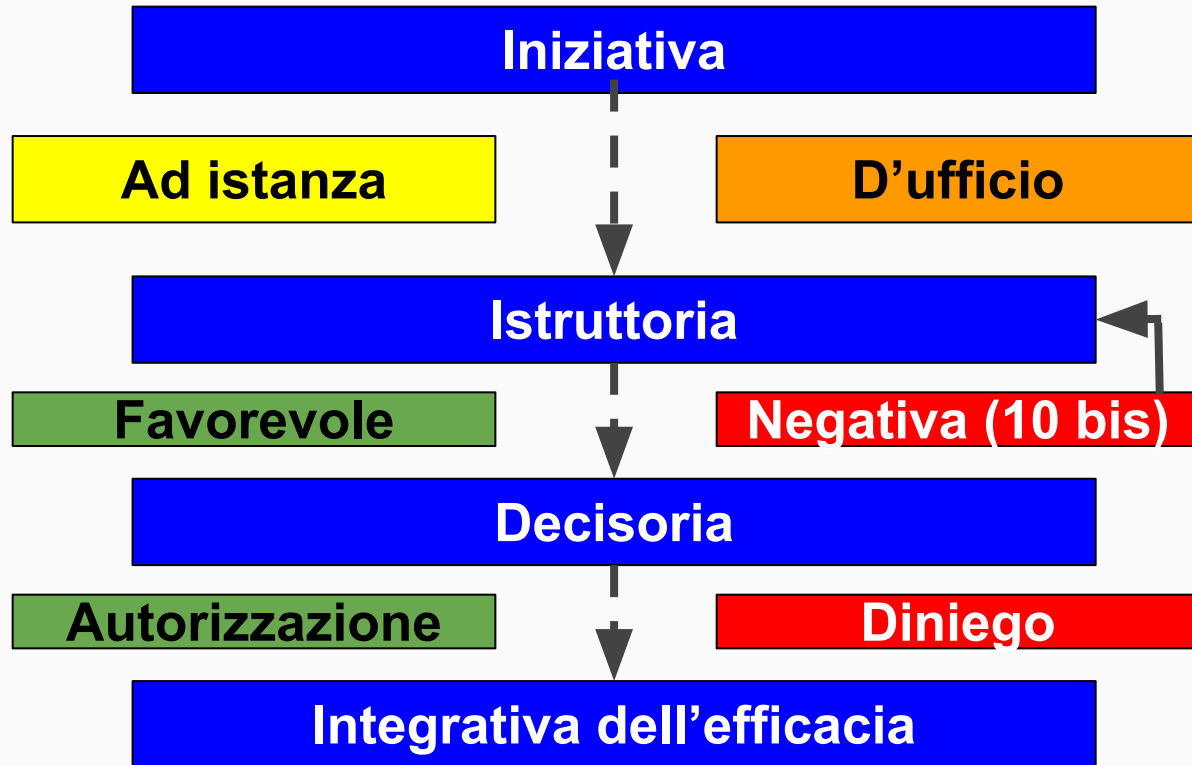 Iniziativa
Ad istanza
D’ufficio
Istruttoria
Favorevole
Negativa (10 bis)
Decisoria
Autorizzazione
Diniego
Integrativa dell’efficacia